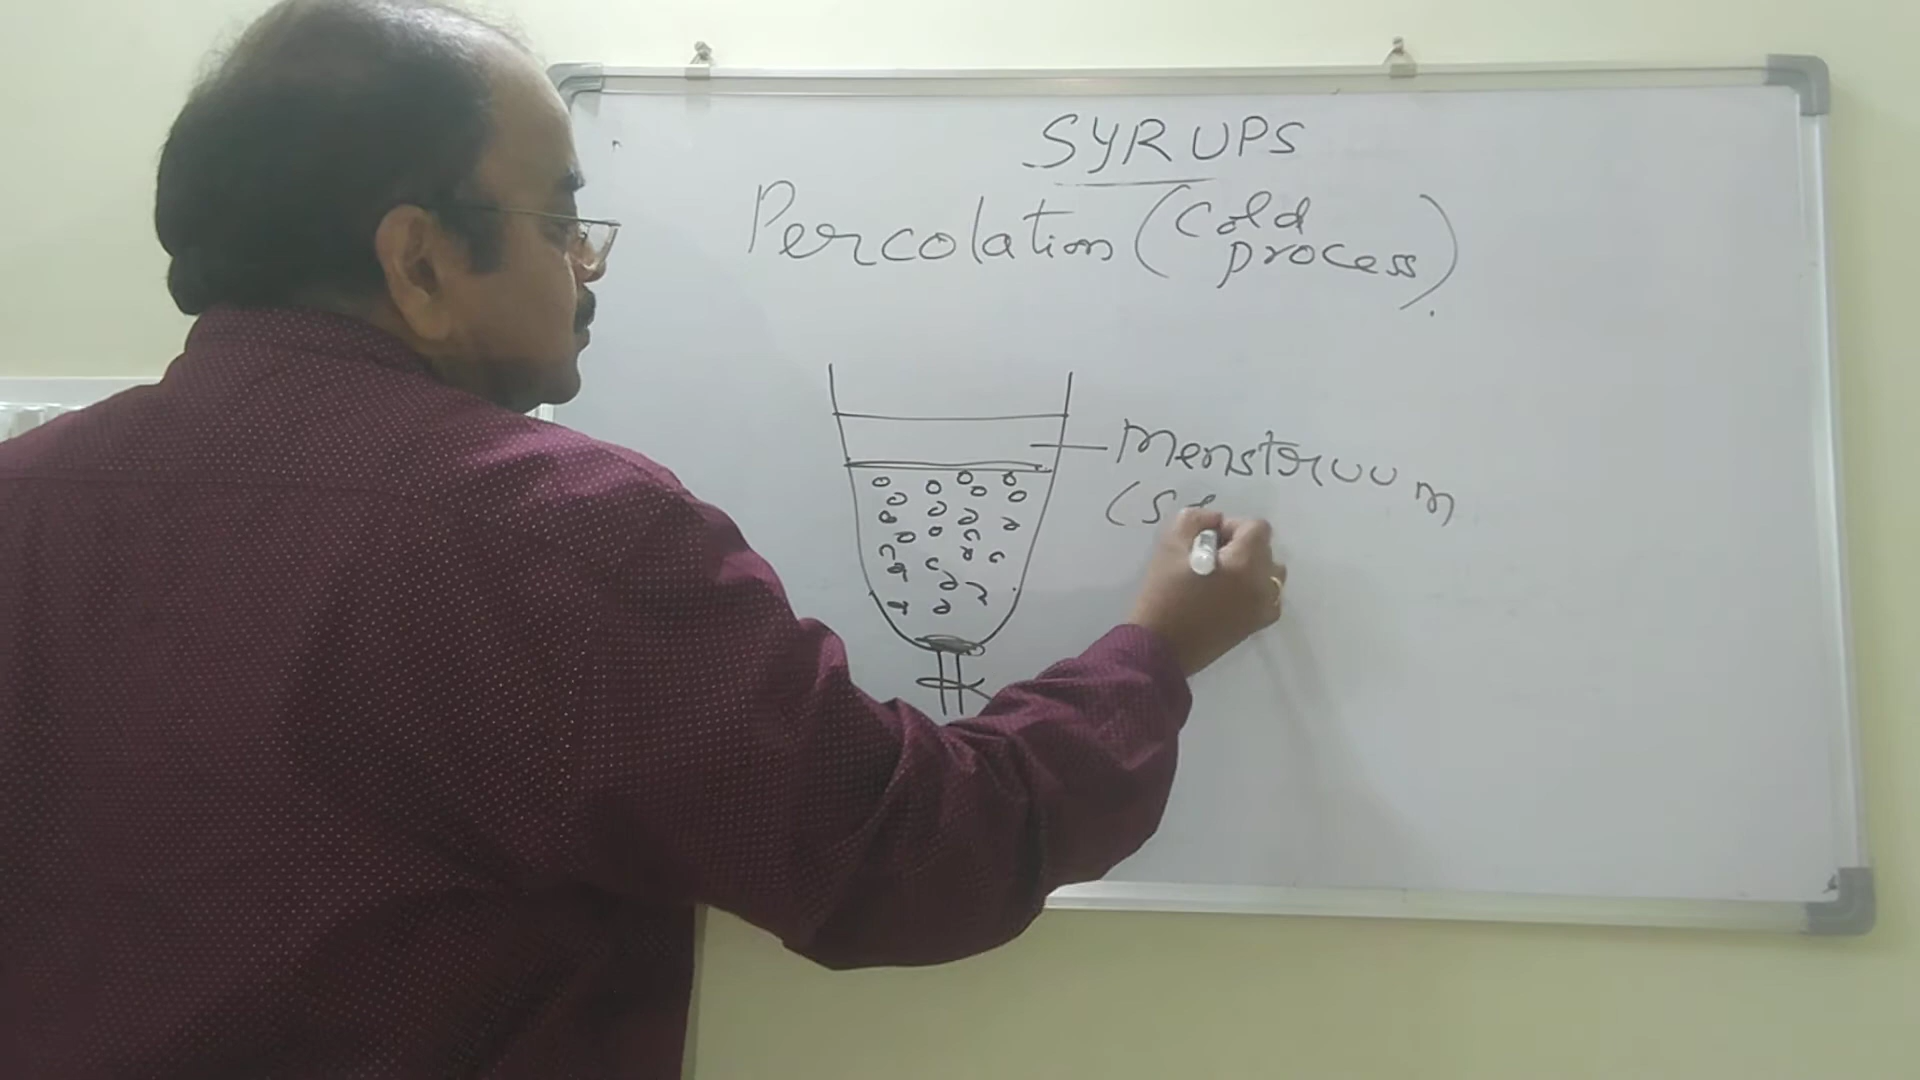 SYRUPS
Percolation (Cold
process).
Menstruum
(S